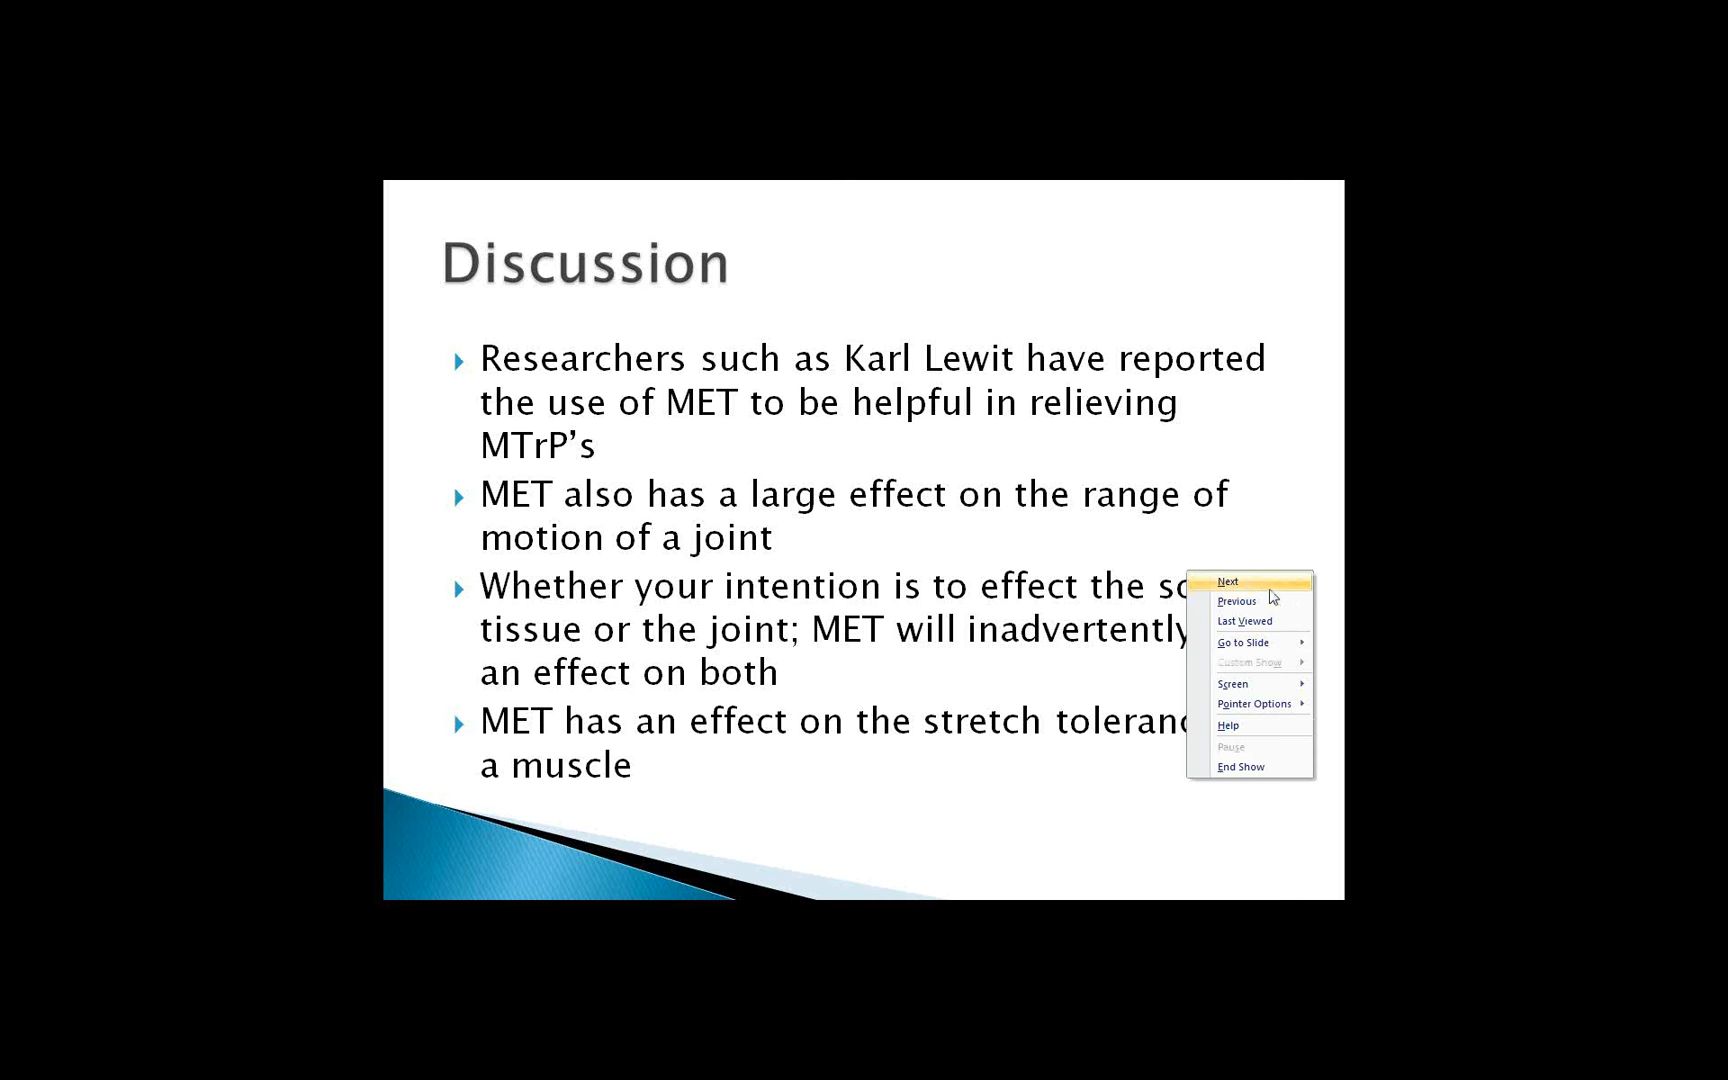 Discussion
Researchers such as Karl Lewit have reported
the use of MET to be helpful in relieving
MTrP's
MET also has a large effect on the range of
motion of a joint
Whether your intention is to effect the
tissue or the joint; MET will inadvertently
an effect on both
MET has an effect on the stretch
a muscle
Next
Previous
Last Viewed
Go to Slide
Custom Show
Screen
Pointer Options
Help
Pause
End Show